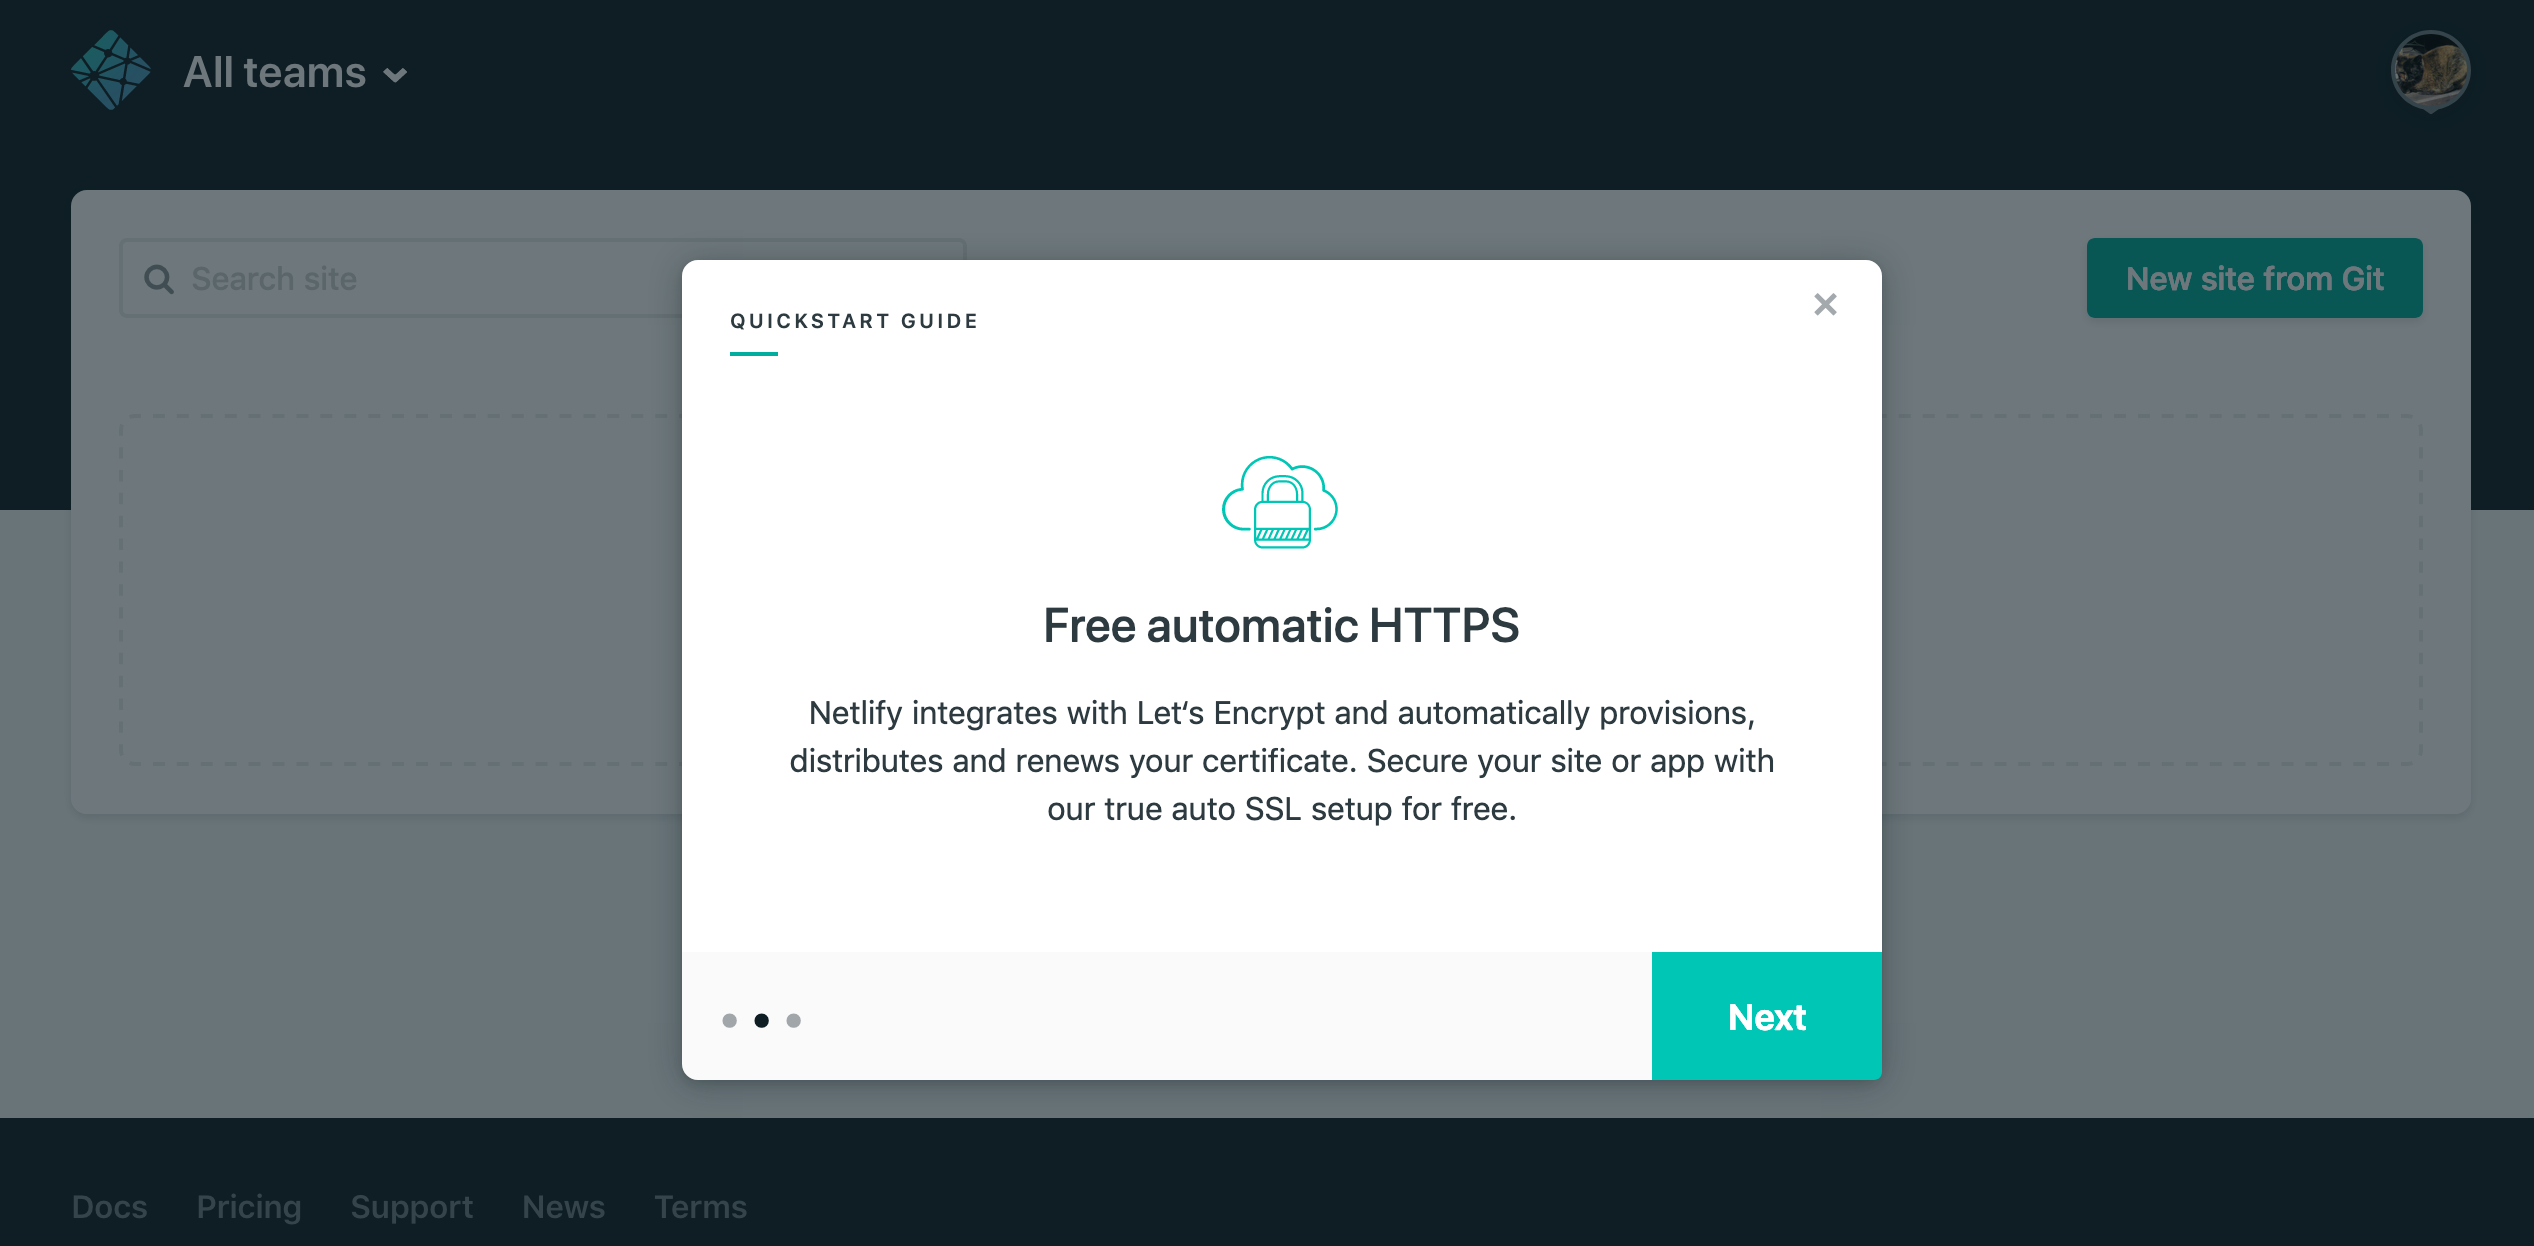 All teams
Search site
New site from Git
QUICKSTART GUIDE
Free automatic HTTPS
Netlify integrates with Let‘s Encrypt and automatically provisions,
distributes and renews your certificate. Secure your site or app with
our true auto SSL setup for free.
Next
Docs Pricing Support News Terms